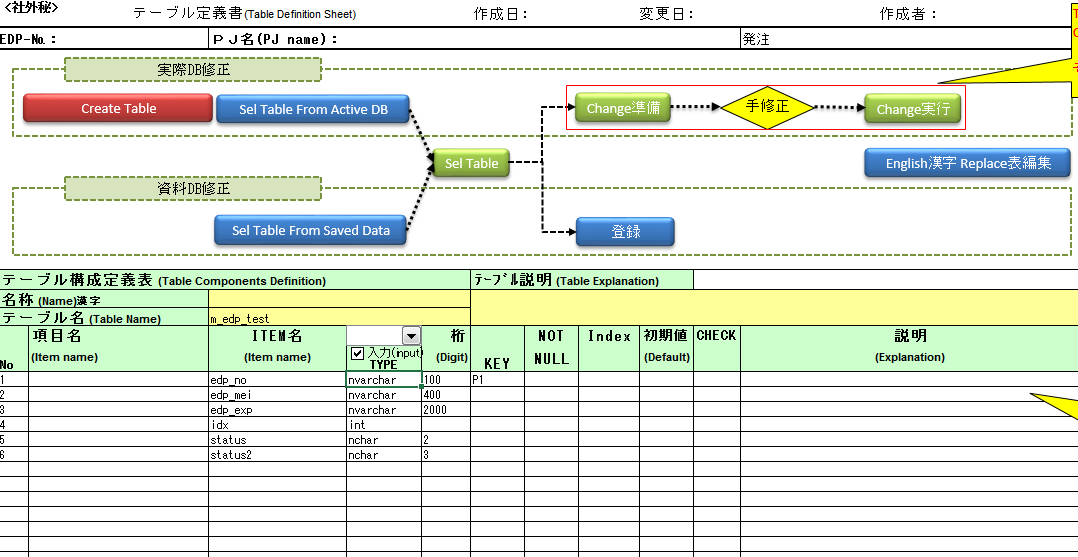 <社外秘>
テーブル定義書(Table Definition Sheet) 作成日： 変更日： 作成者：
EDP-No.： ＰＪ名(PJ name)： 発注
実際DB修正
Create Table Sel Table From Active DB Change準備 手修正 Change実行
Sel Table English漢字 Replace表編集
資料DB修正
Sel Table From Saved Data 登録
テーブル構成定義表 (Table Components Definition) ﾃｰﾌﾞﾙ説明 (Table Explanation)
名称 (Name)漢字
テーブル名 (Table Name) m_edp_test
項目名 ITEM名 桁 NOT Index 初期値 CHECK 説明
(Item name) (Item name) 入力(input) (Digit) NULL (Default) (Explanation)
No TYPE KEY
1 edp_no nvarchar 100 P1
2 edp_mei nvarchar 400
3 edp_exp nvarchar 2000
4 idx int
5 status nchar 2
6 status2 nchar 3